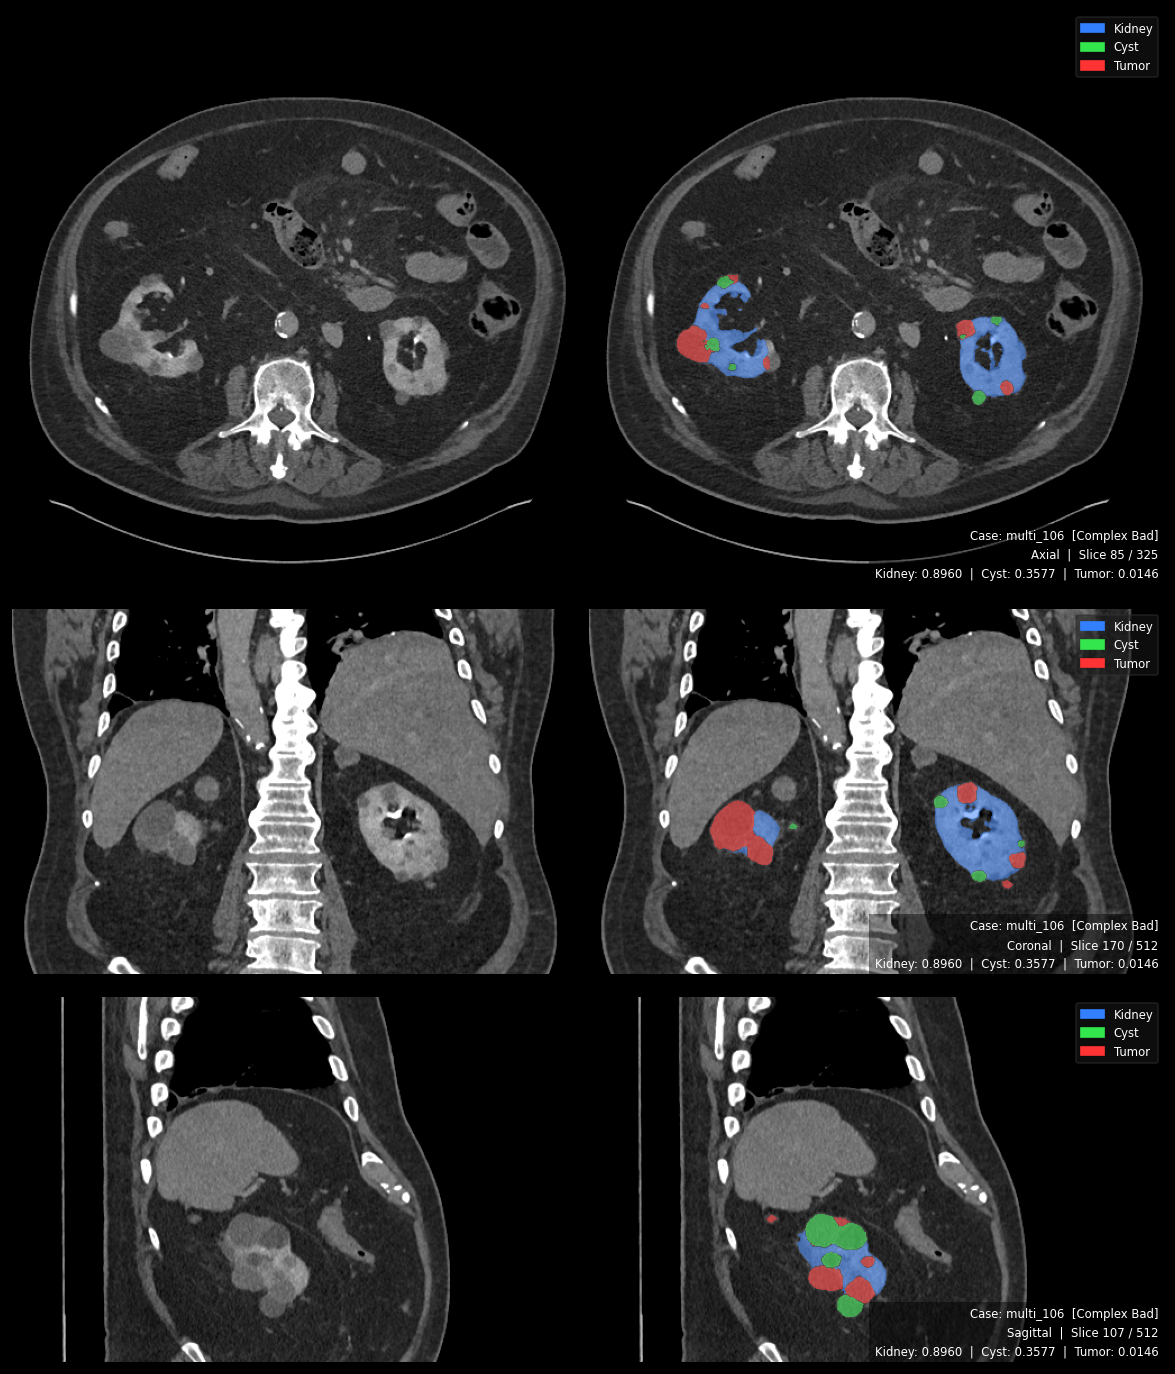 Kidney
Cyst
Tumor
Case: multi_106 [Complex Bad]
Axial | Slice 85 / 325
Kidney: 0.8960 | Cyst: 0.3577 | Tumor: 0.0146
Kidney
Cyst
Tumor
Case: multi_106 [Complex Bad]
Coronal | Slice 170 / 512
Kidney: 0.8960 | Cyst: 0.3577 | Tumor: 0.0146
Kidney
Cyst
Tumor
Case: multi_106 [Complex Bad]
Sagittal | Slice 107 / 512
Kidney: 0.8960 | Cyst: 0.3577 | Tumor: 0.0146